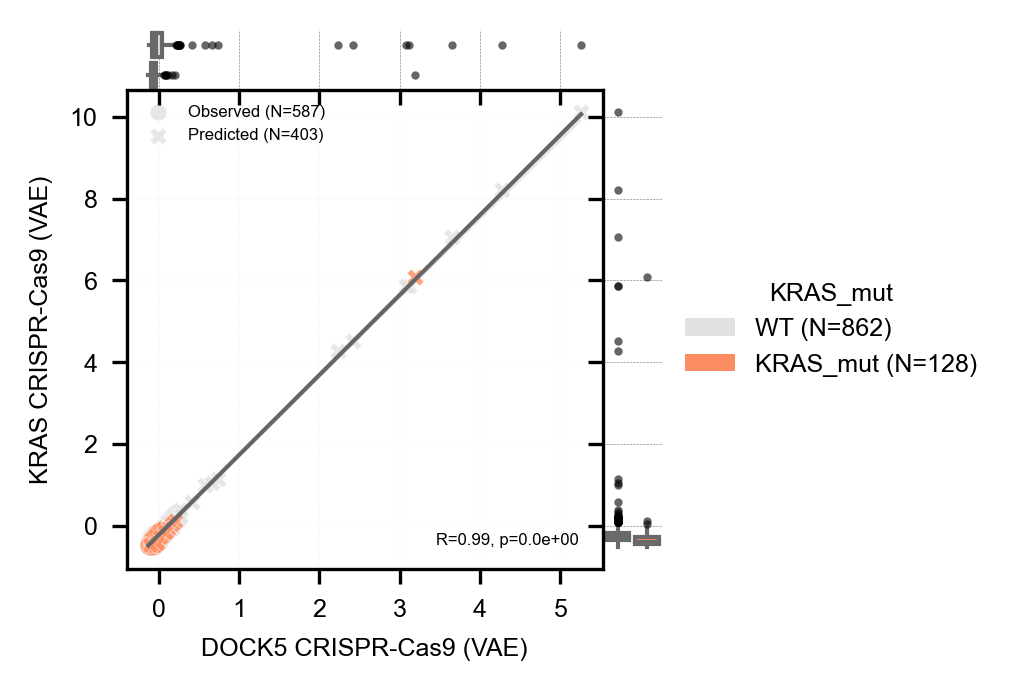 Observed (N=587)
Predicted (N=403)
10
8
6
4
2
0
KRAS CRISPR-Cas9 (VAE)
R=0.99, p=0.0e+00
0 1 2 3 4 5
DOCK5 CRISPR-Cas9 (VAE)
KRAS_mut
WT (N=862)
KRAS_mut (N=128)